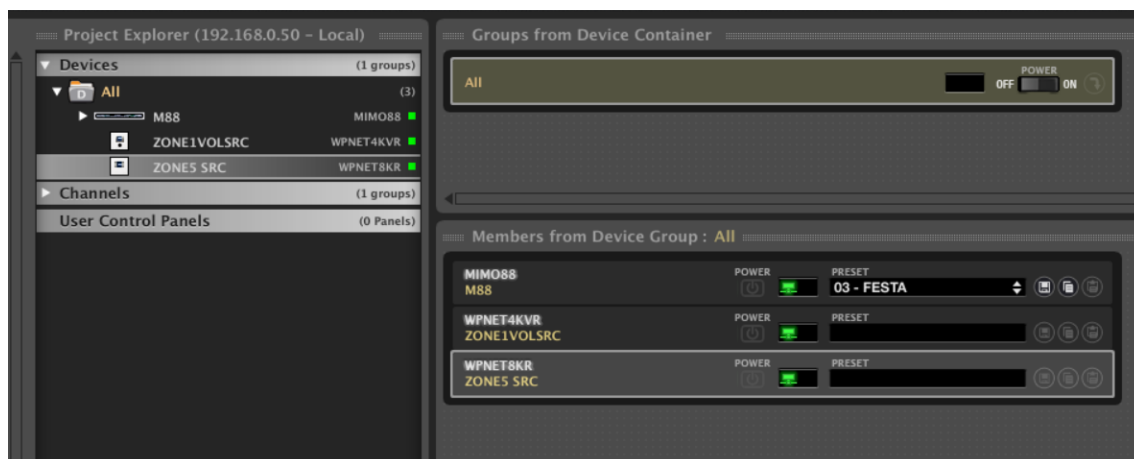 Project Explorer (192.168.0.50 – Local)
Devices (1 groups)
D All (3)
M88 MIMO88
ZONE1VOLSRC WPNET4KVR
ZONE5 SRC WPNET8KR
Channels (1 groups)
User Control Panels (0 Panels)
Groups from Device Container
All
POWER
OFF ON
Members from Device Group : All
MIMO88 POWER PRESET
M88 03 - FESTA
WPNET4KVR POWER PRESET
ZONE1VOLSRC
WPNET8KR POWER PRESET
ZONE5 SRC